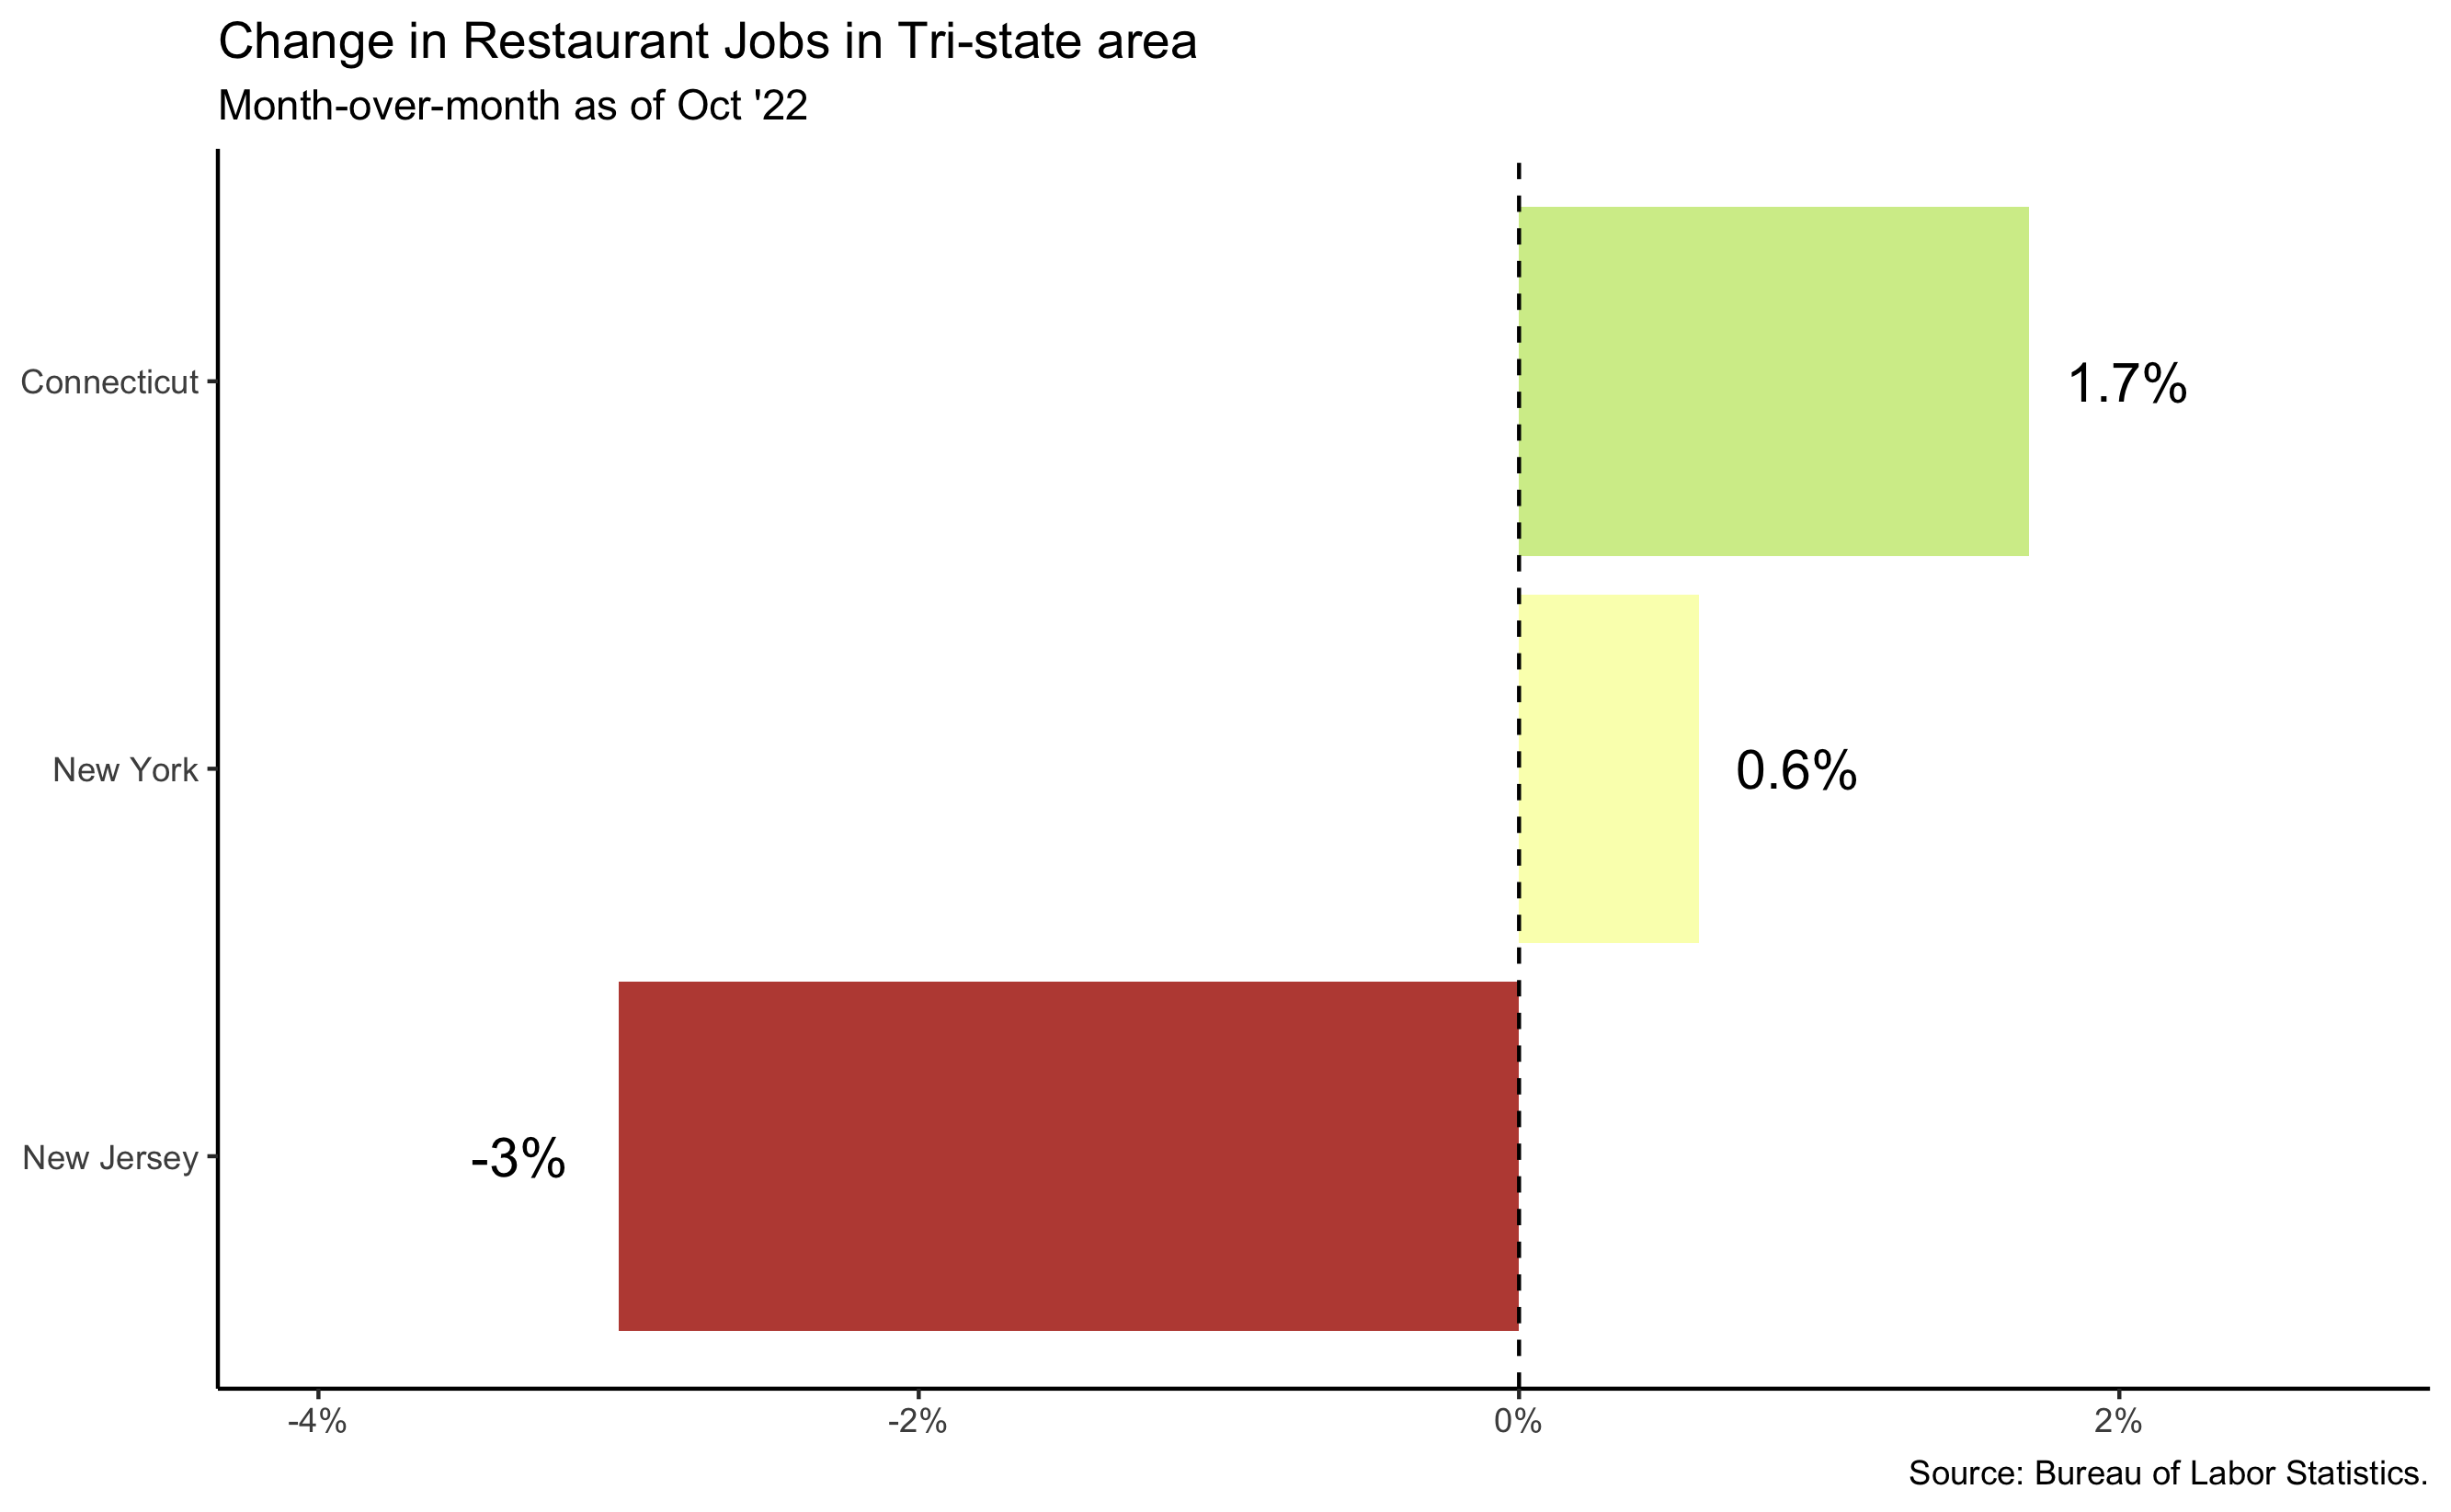 Change in Restaurant Jobs in Tri-state area
Month-over-month as of Oct '22
Connecticut
1.7%
New York
0.6%
New Jersey
-3%
-4%
-2%
0%
2%
Source: Bureau of Labor Statistics.